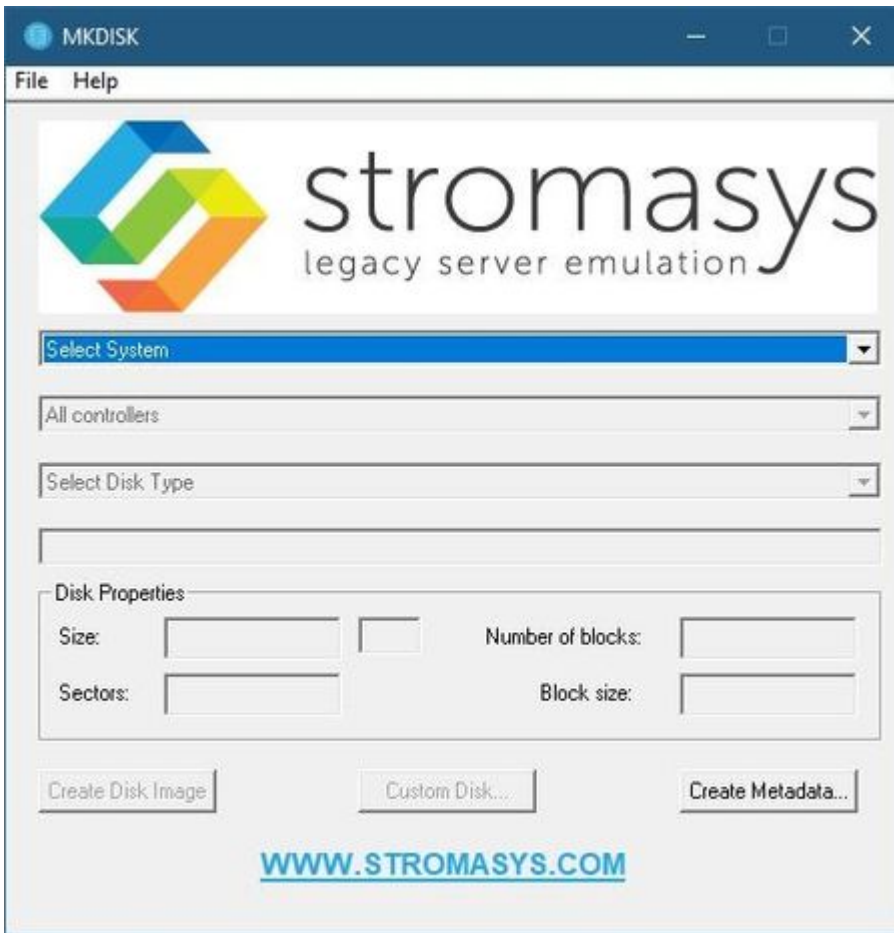 MKDISK
File Help
stromasys
legacy server emulation
Select System
All controllers
Select Disk Type
Disk Properties
Size: Number of blocks:
Sectors: Block size:
Create Disk Image Custom Disk... Create Metadata...
WWW.STROMASYS.COM